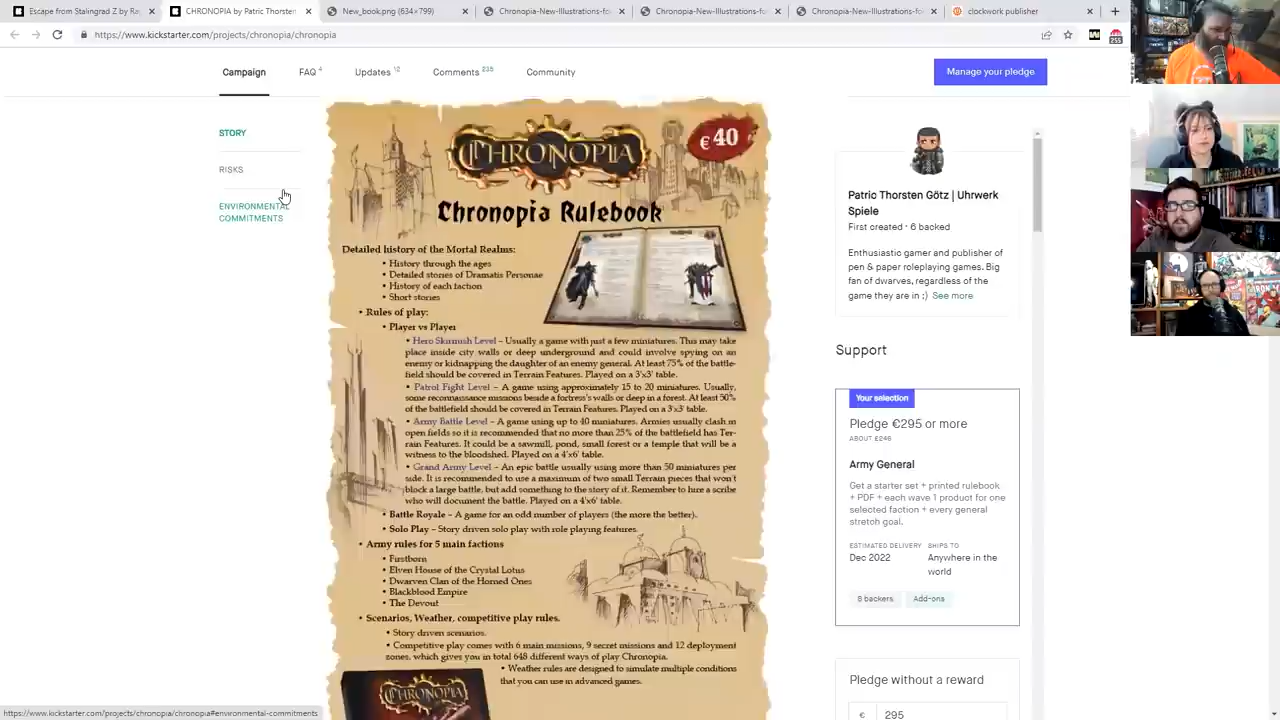 Escape from Stalingrad Z by Ra
CHRONOPIA by Patric Thorsten
New_book.png (634×799)
Chronopia-New-Illustrations-fo
Chronopia-New-Illustrations-fo
Chronopia-New-Illustrations-fo
clockwork publisher
https://www.kickstarter.com/projects/chronopia/chronopia
255
Campaign
FAQ 4
Updates 12
Comments 235
Community
Manage your pledge
STORY
RISKS
ENVIRONMENTAL
COMMITMENTS
CHRONOPIA
€40
Chronopia Rulebook
Detailed history of the Mortal Realms:
• History through the ages
• Detailed stories of Dramatis Personae
• History of each faction
• Short stories
• Rules of play:
• Player vs Player
• Hero Skirmish Level – Usually a game with just a few miniatures. This may take
place inside city walls or deep underground and could involve spying on an
enemy or kidnapping the daughter of an enemy general. At least 75% of the battle-
field should be covered in Terrain Features. Played on a 3'x3' table.
• Patrol Fight Level – A game using approximately 15 to 20 miniatures. Usually,
some reconnaissance missions beside a fortress's walls or deep in a forest. At least 50%
of the battlefield should be covered in Terrain Features. Played on a 3'x3' table.
• Army Battle Level – A game using up to 40 miniatures. Armies usually clash in
open fields so it is recommended that no more than 25% of the battlefield has Ter-
rain Features. It could be a sawmill, pond, small forest or a temple that will be a
witness to the bloodshed. Played on a 4'x6' table.
• Grand Army Level – An epic battle usually using more than 50 miniatures per
side. It is recommended to use a maximum of two small Terrain pieces that won't
block a large battle, but add something to the story of it. Remember to hire a scribe
who will document the battle. Played on a 4'x6' table.
• Battle Royale – A game for an odd number of players (the more the better).
• Solo Play – Story driven solo play with role playing features.
• Army rules for 5 main factions
• Firstborn
• Elven House of the Crystal Lotus
• Dwarven Clan of the Horned Ones
• Blackblood Empire
• The Devout
• Scenarios, Weather, competitive play rules.
• Story driven scenarios.
• Competitive play comes with 6 main missions, 9 secret missions and 12 deployment
zones, which gives you in total 648 different ways of play Chronopia.
• Weather rules are designed to simulate multiple conditions
that you can use in advanced games.
CHRONOPIA
Patric Thorsten Götz | Uhrwerk
Spiele
First created · 6 backed
Enthusiastic gamer and publisher of
pen & paper roleplaying games. Big
fan of dwarves, regardless of the
game they are in ;) See more
Support
Your selection
Pledge €295 or more
ABOUT £246
Army General
Get a starter set + printed rulebook
+ PDF + each wave 1 product for one
selected faction + every general
stretch goal.
ESTIMATED DELIVERY
Dec 2022
SHIPS TO
Anywhere in the
world
8 backers
Add-ons
Pledge without a reward
€ 295
https://www.kickstarter.com/projects/chronopia/chronopia#environmental-commitments